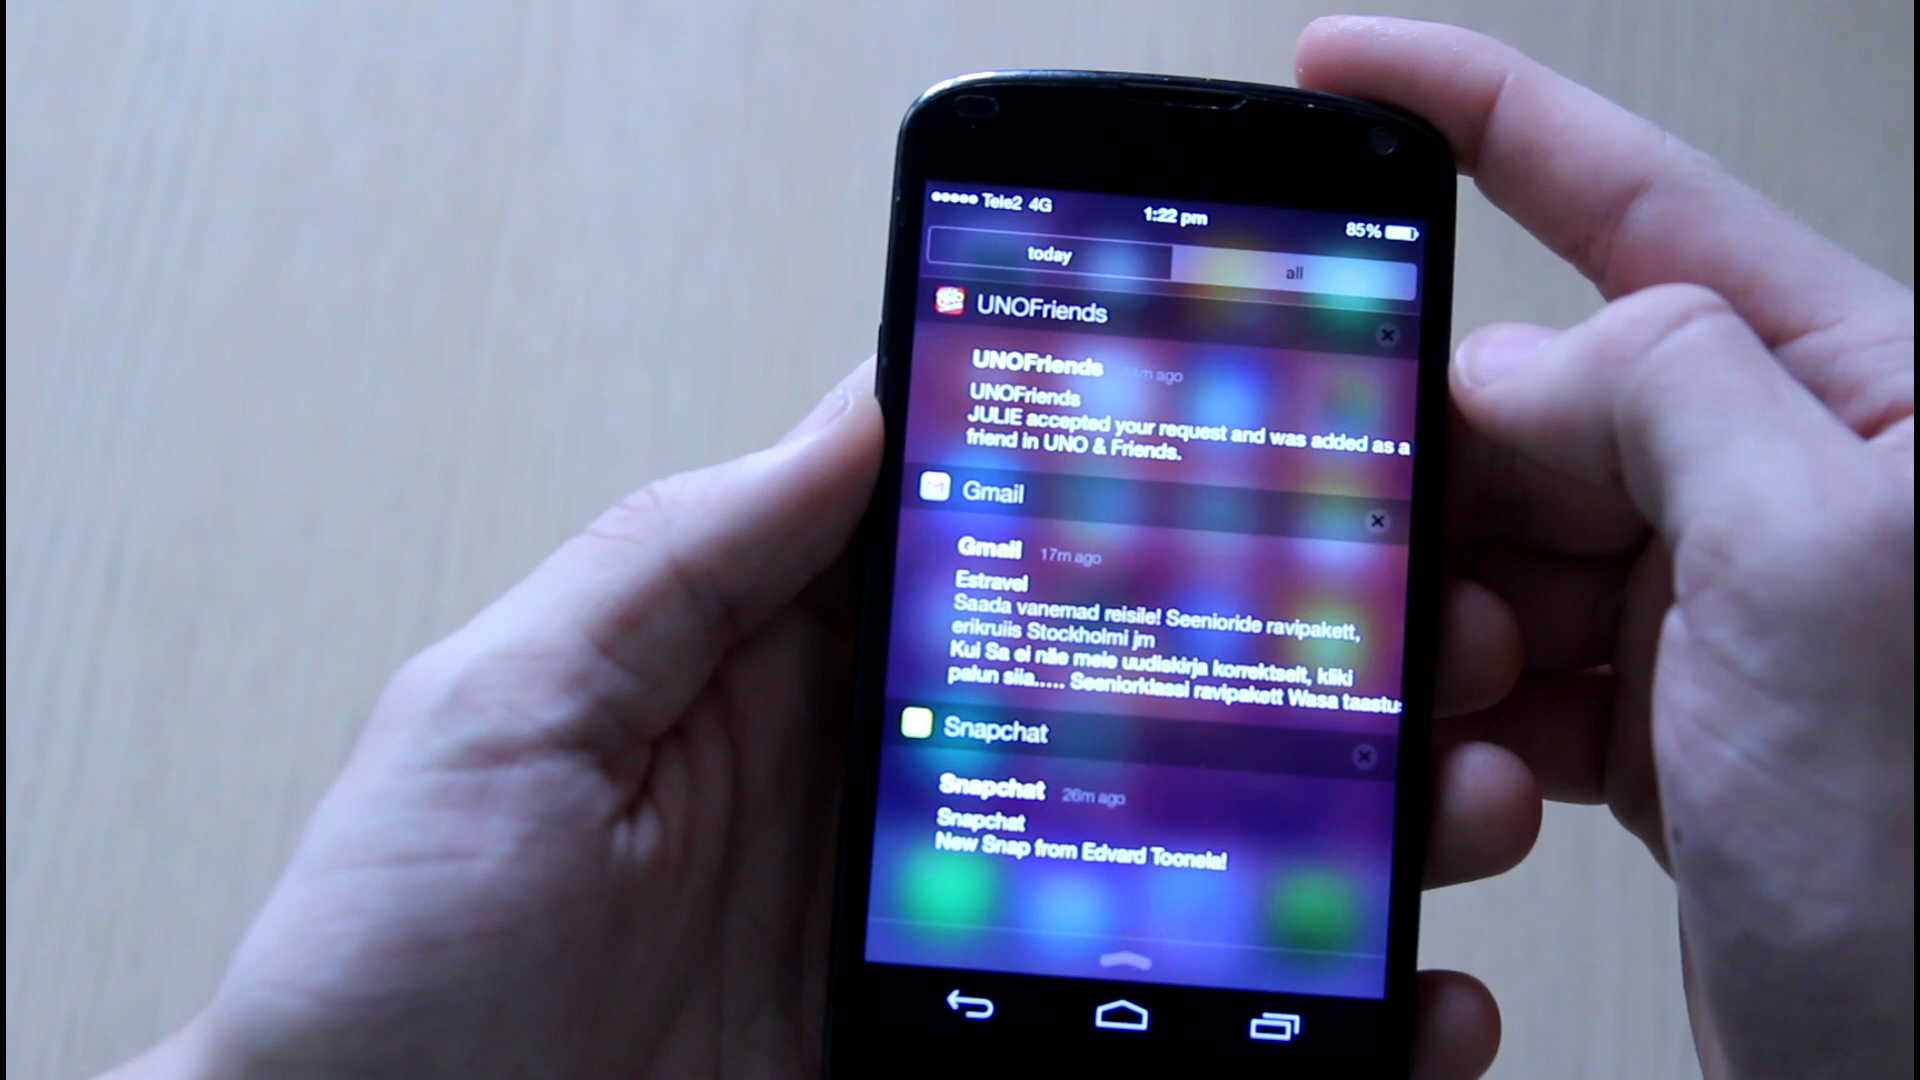 Tele2 4G 1:22 pm 85%
today all
UNOFriends
UNOFriends
UNOFriends
JULIE accepted your request and was added as a
friend in UNO & Friends.
Gmail
Gmail 17m ago
Estravel
Saada vanemad reisile! Seenioride ravipakett,
erikruiis Stockholmi jm
Kui Sa ei näe meie uudiskirja korrektselt, kliki
palun siia..... Seeniorklassi ravipakett Wasa taastu
Snapchat
Snapchat 26m ago
Snapchat
New Snap from Edvard Toonela!